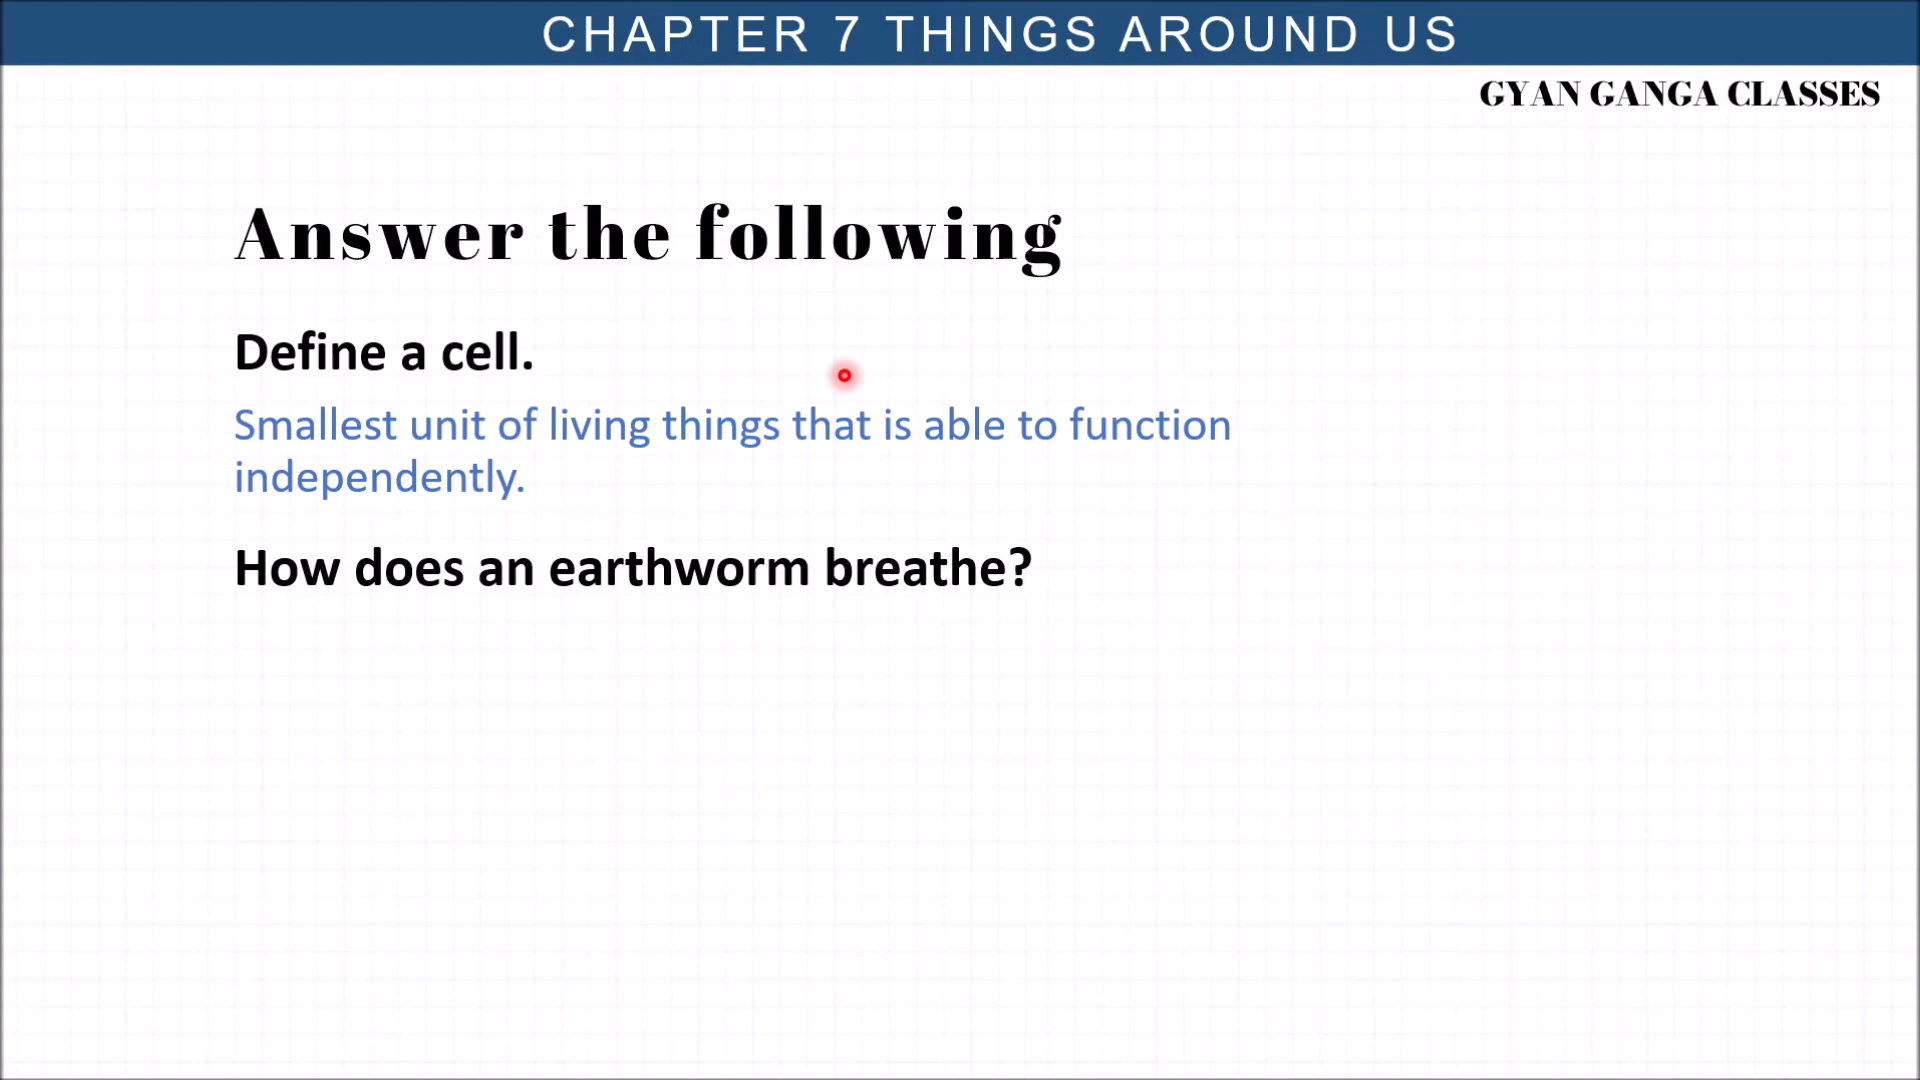 CHAPTER 7 THINGS AROUND US
GYAN GANGA CLASSES
Answer the following
Define a cell.
Smallest unit of living things that is able to function
independently.
How does an earthworm breathe?